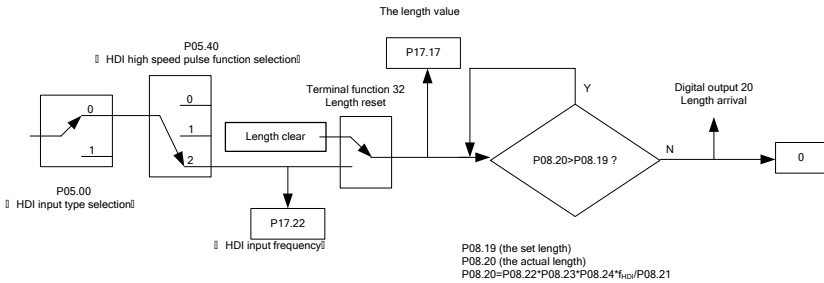 The length value
P17.17
P05.40
HDI high speed pulse function selection
Terminal function 32
Length reset
Digital output 20
Length arrival
Y
0
0
1
1
2
Length clear
P08.20>P08.19 ?
N
0
P05.00
HDI input type selection
P17.22
HDI input frequency
P08.19 (the set length)
P08.20 (the actual length)
P08.20=P08.22*P08.23*P08.24*fHDI/P08.21